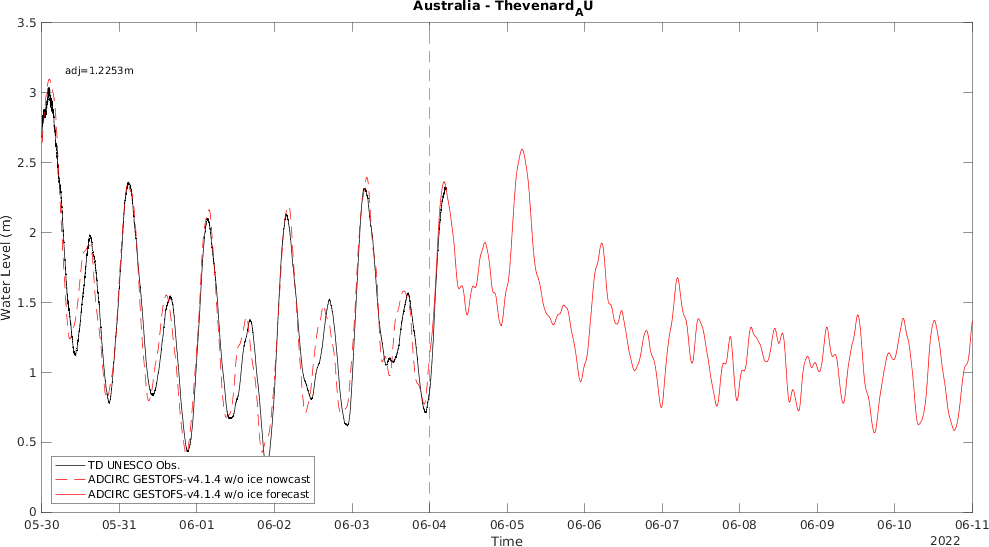 Australia - Thevenard_AU
adj=1.2253m
3.5
3
2.5
2
1.5
1
0.5
0
Water Level (m)
TD UNESCO Obs.
ADCIRC GESTOFS-v4.1.4 w/o ice nowcast
ADCIRC GESTOFS-v4.1.4 w/o ice forecast
05-30 05-31 06-01 06-02 06-03 06-04 06-05 06-06 06-07 06-08 06-09 06-10 06-11
Time
2022